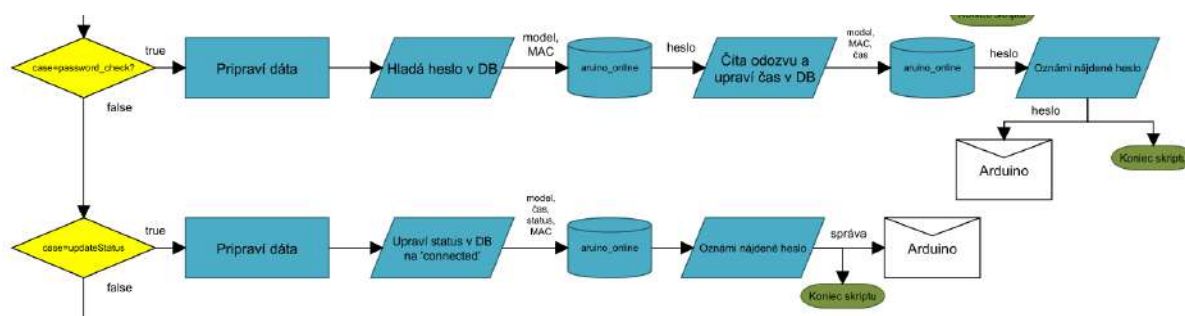 case=password_check?
true
Pripraví dáta
Hladá heslo v DB
model,
MAC
aruino_online
heslo
Číta odozvu a
upraví čas v DB
model,
MAC,
čas
aruino_online
heslo
Oznámi nájdené heslo
false
heslo
Arduino
Koniec skriptu
case=updateStatus
true
Pripraví dáta
Upraví status v DB
na 'connected'
model,
čas,
status,
MAC
aruino_online
Oznámi nájdené heslo
správa
Arduino
false
Koniec skriptu